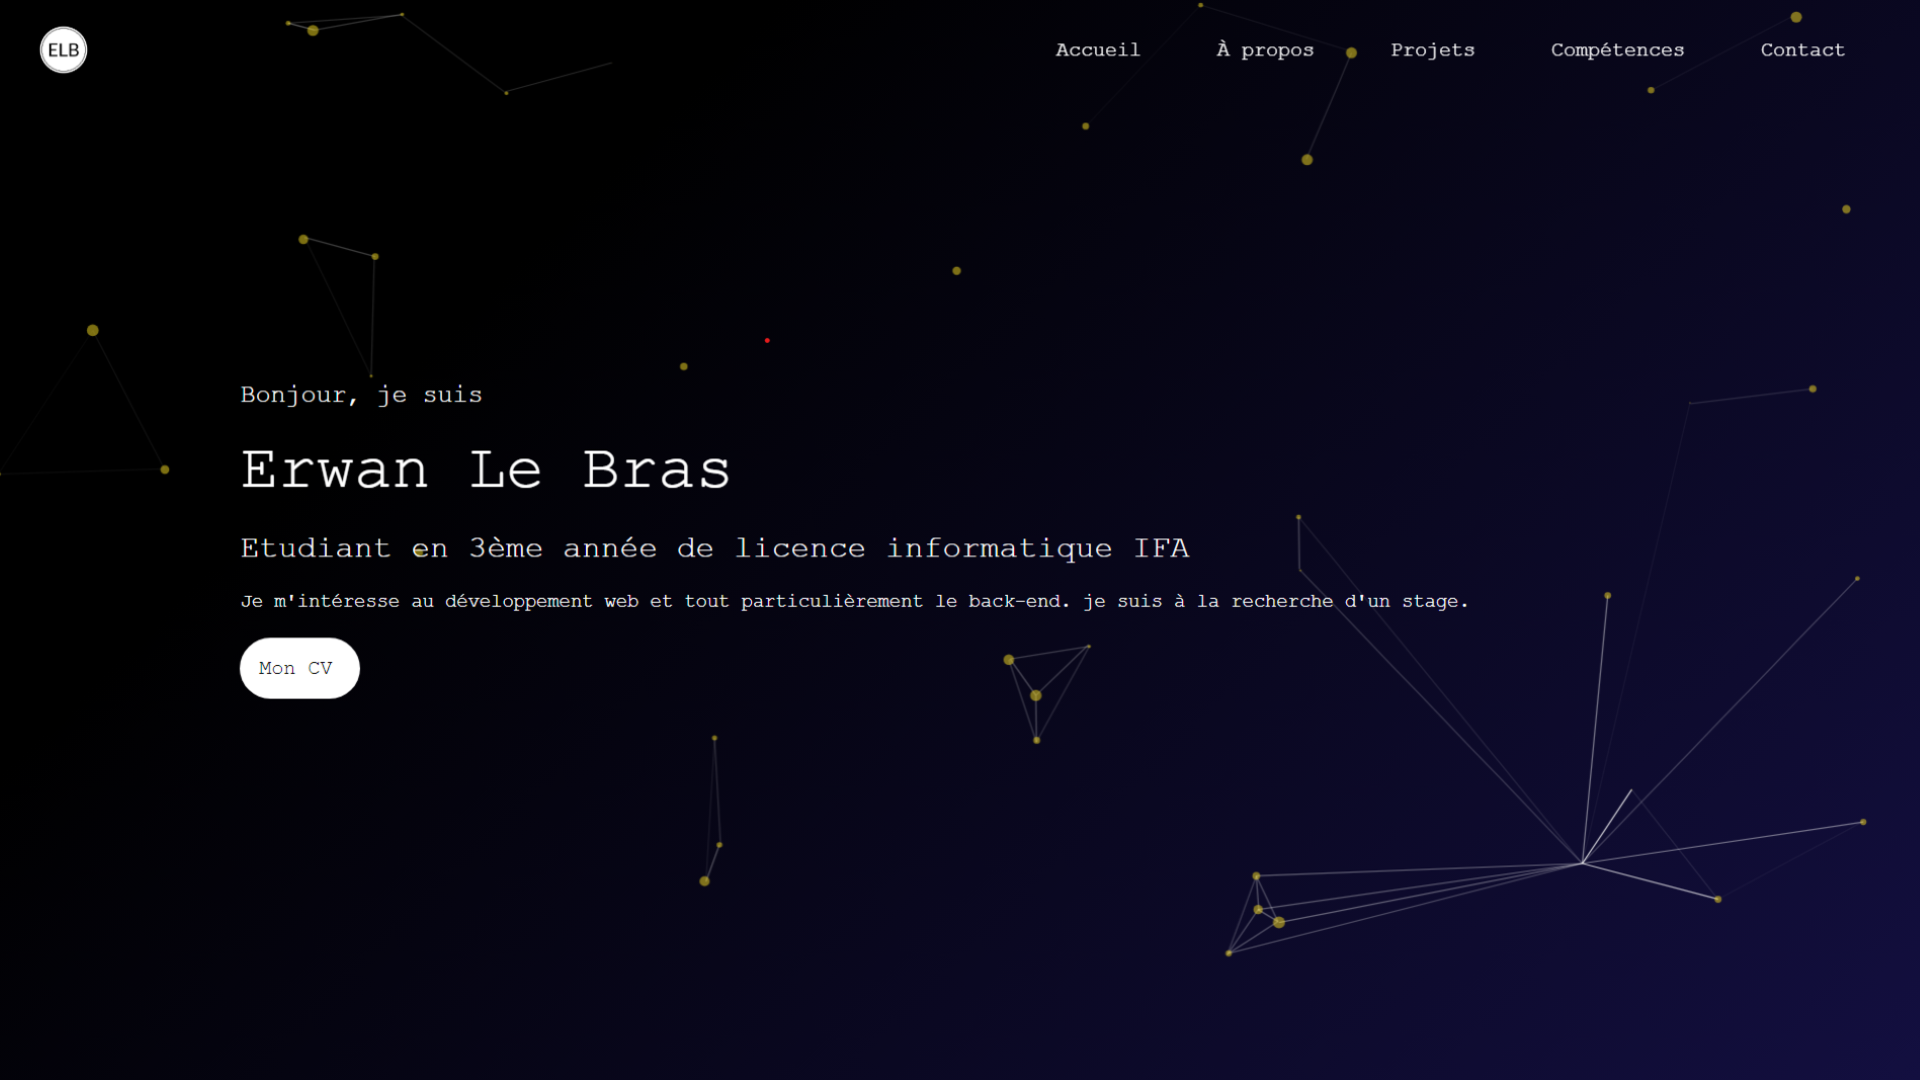 ELB
Accueil À propos Projets Compétences Contact
Bonjour, je suis
Erwan Le Bras
Etudiant en 3ème année de licence informatique IFA
Je m'intéresse au développement web et tout particulièrement le back-end. je suis à la recherche d'un stage.
Mon CV